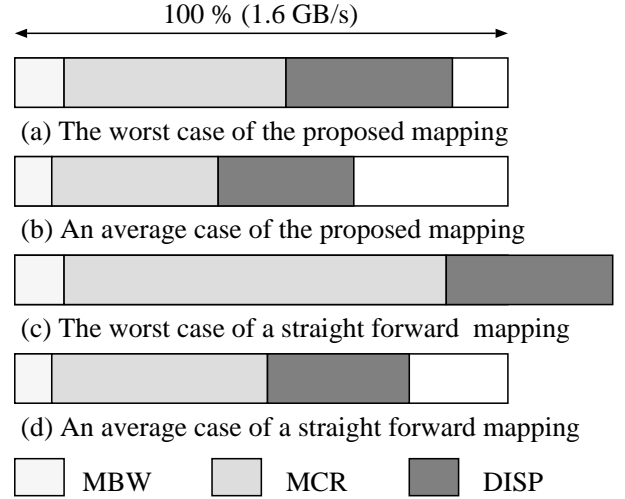 100 % (1.6 GB/s)
(a) The worst case of the proposed mapping
(b) An average case of the proposed mapping
(c) The worst case of a straight forward mapping
(d) An average case of a straight forward mapping
MBW MCR DISP